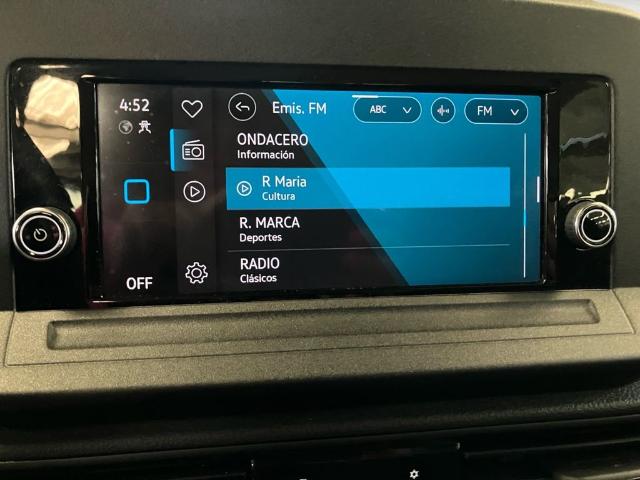 4:52
Emis. FM
ABC
FM
ONDACERO
Información
R Maria
Cultura
R. MARCA
Deportes
RADIO
Clásicos
OFF